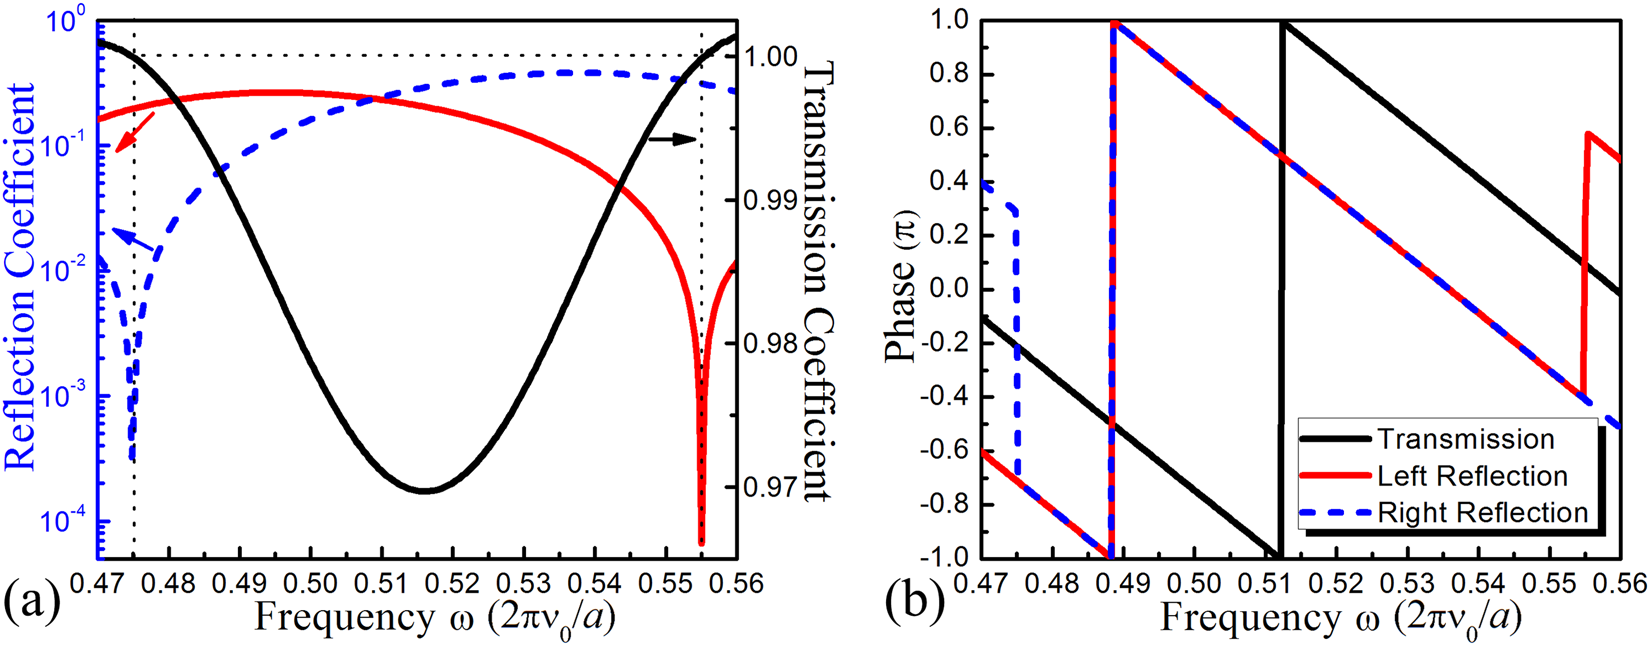 10⁰
10⁻¹
10⁻²
10⁻³
10⁻⁴
Reflection Coefficient
1.00
0.99
0.98
0.97
Transmission Coefficient
0.47 0.48 0.49 0.50 0.51 0.52 0.53 0.54 0.55 0.56
Frequency ω (2πν₀/a)
(a)
1.0
0.8
0.6
0.4
0.2
0.0
-0.2
-0.4
-0.6
-0.8
-1.0
Phase (π)
Transmission
Left Reflection
Right Reflection
0.47 0.48 0.49 0.50 0.51 0.52 0.53 0.54 0.55 0.56
Frequency ω (2πν₀/a)
(b)